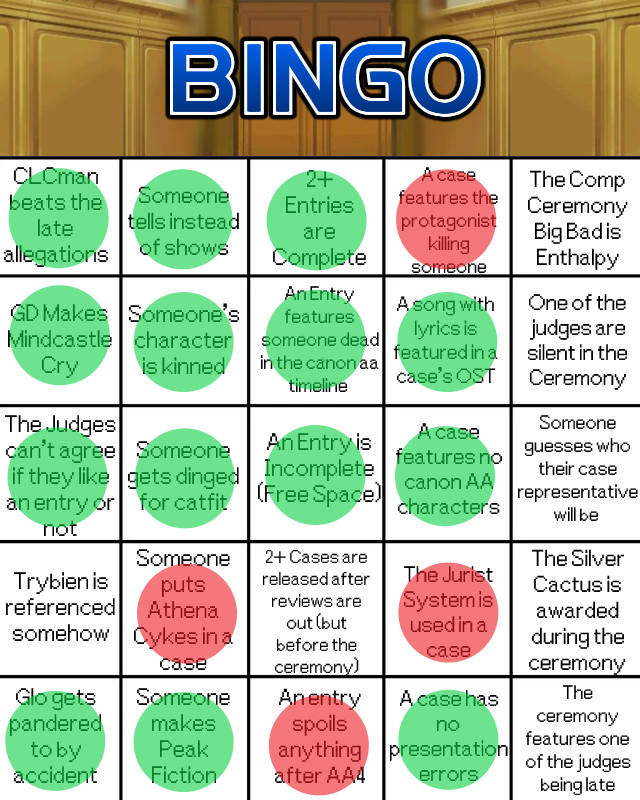 BINGO
CLCman
beats the
late
allegations
Someone
tells instead
of shows
2+
Entries
are
Complete
A case
features the
protagonist
killing
someone
The Comp
Ceremony
Big Bad is
Enthalpy
GD Makes
Mindcastle
Cry
Someone's
character
is kinned
An Entry
features
someone dead
in the canon aa
timeline
A song with
lyrics is
featured in a
case's OST
One of the
judges are
silent in the
Ceremony
The Judges
can't agree
if they like
an entry or
not
Someone
gets dinged
for catfit
An Entry is
Incomplete
(Free Space)
A case
features no
canon AA
characters
Someone
guesses who
their case
representative
will be
Trybien is
referenced
somehow
Someone
puts
Athena
Cykes in a
case
2+ Cases are
released after
reviews are
out (but
before the
ceremony)
The Jurist
System is
used in a
case
The Silver
Cactus is
awarded
during the
ceremony
Glo gets
pandered
to by
accident
Someone
makes
Peak
Fiction
An entry
spoils
anything
after AA4
A case has
no
presentation
errors
The
ceremony
features one
of the judges
being late